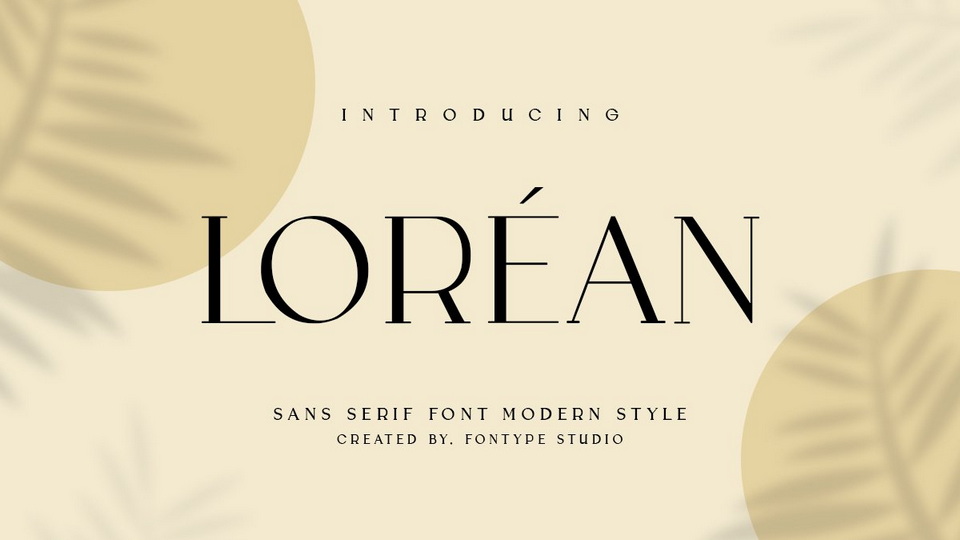 INTRODUCING
LORÉAN
SANS SERIF FONT MODERN STYLE
CREATED BY. FONTYPE STUDIO